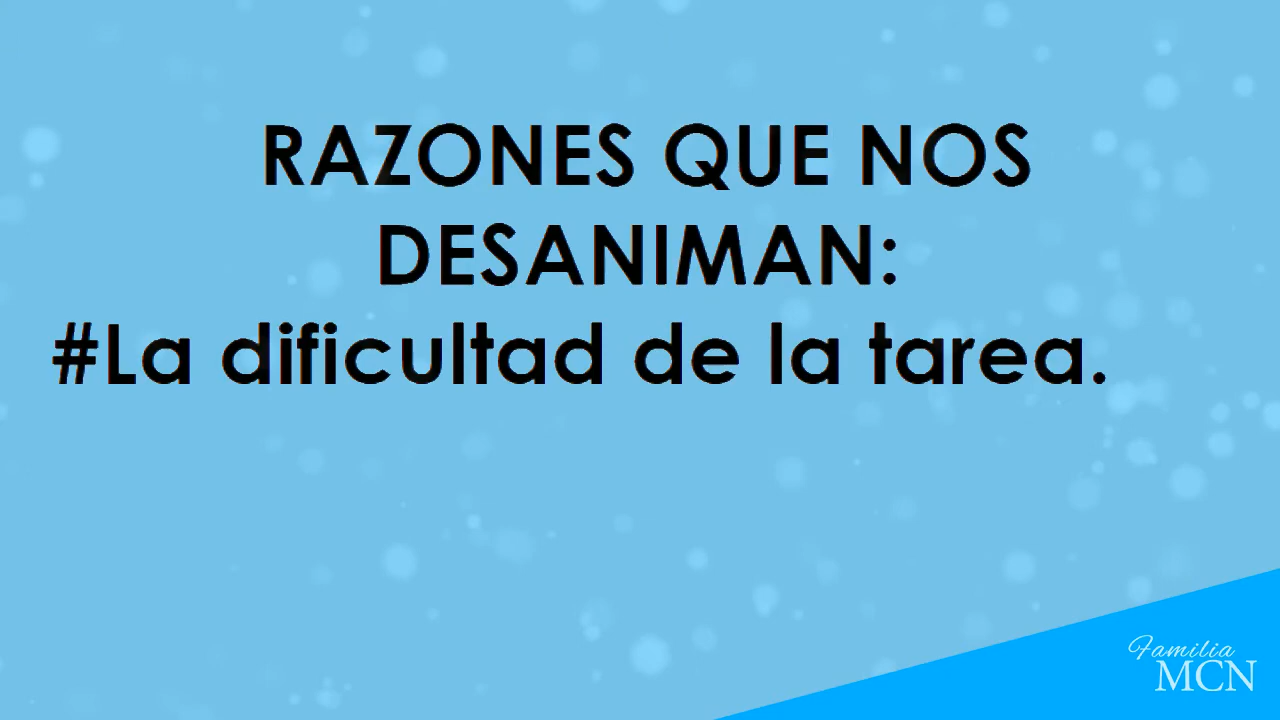 RAZONES QUE NOS
DESANIMAN:
#La dificultad de la tarea.
Familia
MCN